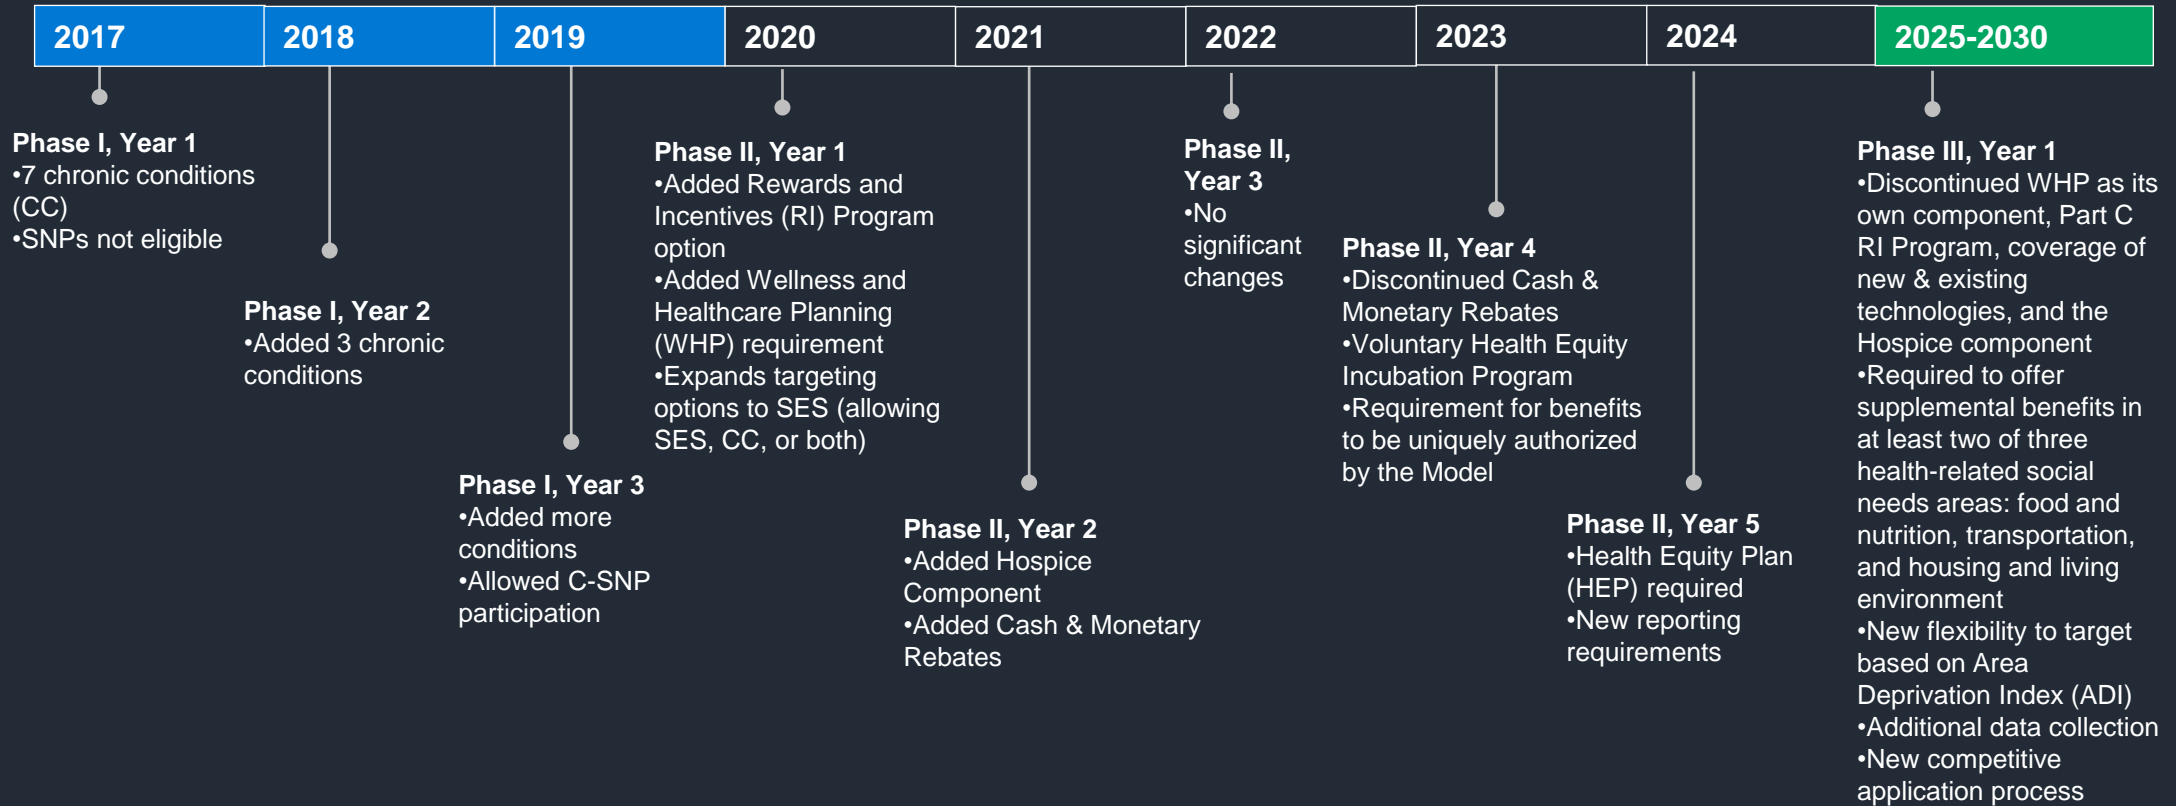 2017
2018
2019
2020
2021
2022
2023
2024
2025-2030
Phase I, Year 1
•7 chronic conditions
(CC)
•SNPs not eligible
Phase I, Year 2
•Added 3 chronic
conditions
Phase I, Year 3
•Added more
conditions
•Allowed C-SNP
participation
Phase II, Year 1
•Added Rewards and
Incentives (RI) Program
option
•Added Wellness and
Healthcare Planning
(WHP) requirement
•Expands targeting
options to SES (allowing
SES, CC, or both)
Phase II, Year 2
•Added Hospice
Component
•Added Cash & Monetary
Rebates
Phase II,
Year 3
•No
significant
changes
Phase II, Year 4
•Discontinued Cash &
Monetary Rebates
•Voluntary Health Equity
Incubation Program
•Requirement for benefits
to be uniquely authorized
by the Model
Phase II, Year 5
•Health Equity Plan
(HEP) required
•New reporting
requirements
Phase III, Year 1
•Discontinued WHP as its
own component, Part C
RI Program, coverage of
new & existing
technologies, and the
Hospice component
•Required to offer
supplemental benefits in
at least two of three
health-related social
needs areas: food and
nutrition, transportation,
and housing and living
environment
•New flexibility to target
based on Area
Deprivation Index (ADI)
•Additional data collection
•New competitive
application process